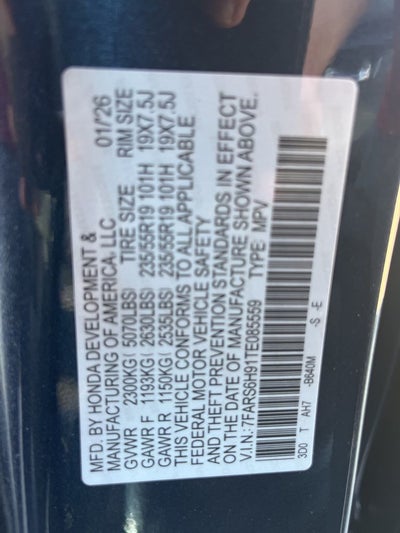 MFD. BY HONDA DEVELOPMENT &
MANUFACTURING OF AMERICA, LLC 01/26
GVWR 2300KG (5070LBS) TIRE SIZE RIM SIZE
GAWR F 1193KG (2630LBS) 235/55R19 101H 19X7.5J
GAWR R 1150KG (2535LBS) 235/55R19 101H 19X7.5J
THIS VEHICLE CONFORMS TO ALL APPLICABLE
FEDERAL MOTOR VEHICLE SAFETY
AND THEFT PREVENTION STANDARDS IN EFFECT
ON THE DATE OF MANUFACTURE SHOWN ABOVE.
V.I.N.:7FARS6H91TE085559 TYPE: MPV
3D0 T AH7 -B640M -S -E